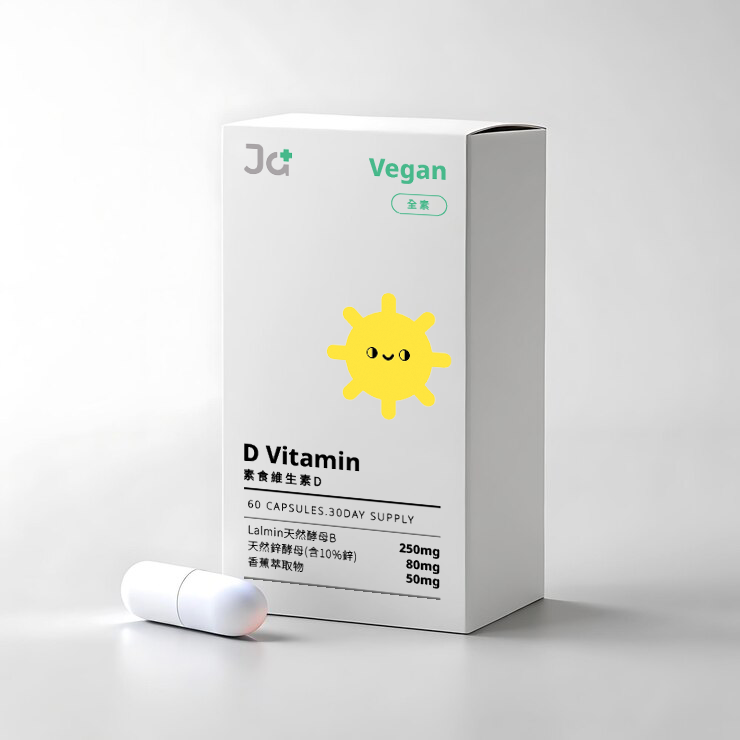 JG+
Vegan
全素
D Vitamin
素食維生素D
60 CAPSULES.30DAY SUPPLY
Lalmin天然酵母B 250mg
天然鋅酵母(含10%鋅) 80mg
香蕉萃取物 50mg